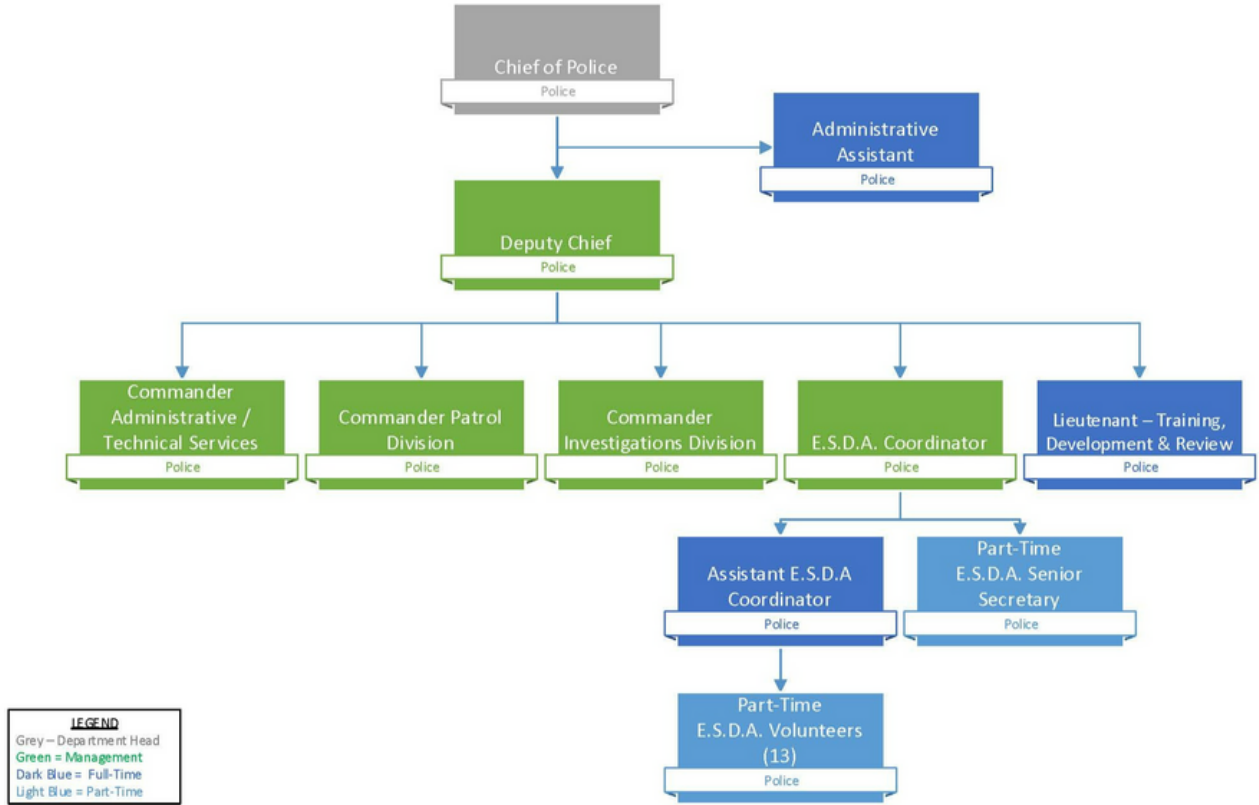 Chief of Police
Police
Administrative
Assistant
Police
Deputy Chief
Police
Commander
Administrative /
Technical Services
Police
Commander Patrol
Division
Police
Commander
Investigations Division
Police
E.S.D.A. Coordinator
Police
Lieutenant – Training,
Development & Review
Police
Assistant E.S.D.A
Coordinator
Police
Part-Time
E.S.D.A. Senior
Secretary
Police
Part-Time
E.S.D.A. Volunteers
(13)
Police
LEGEND
Grey – Department Head
Green = Management
Dark Blue = Full-Time
Light Blue = Part-Time